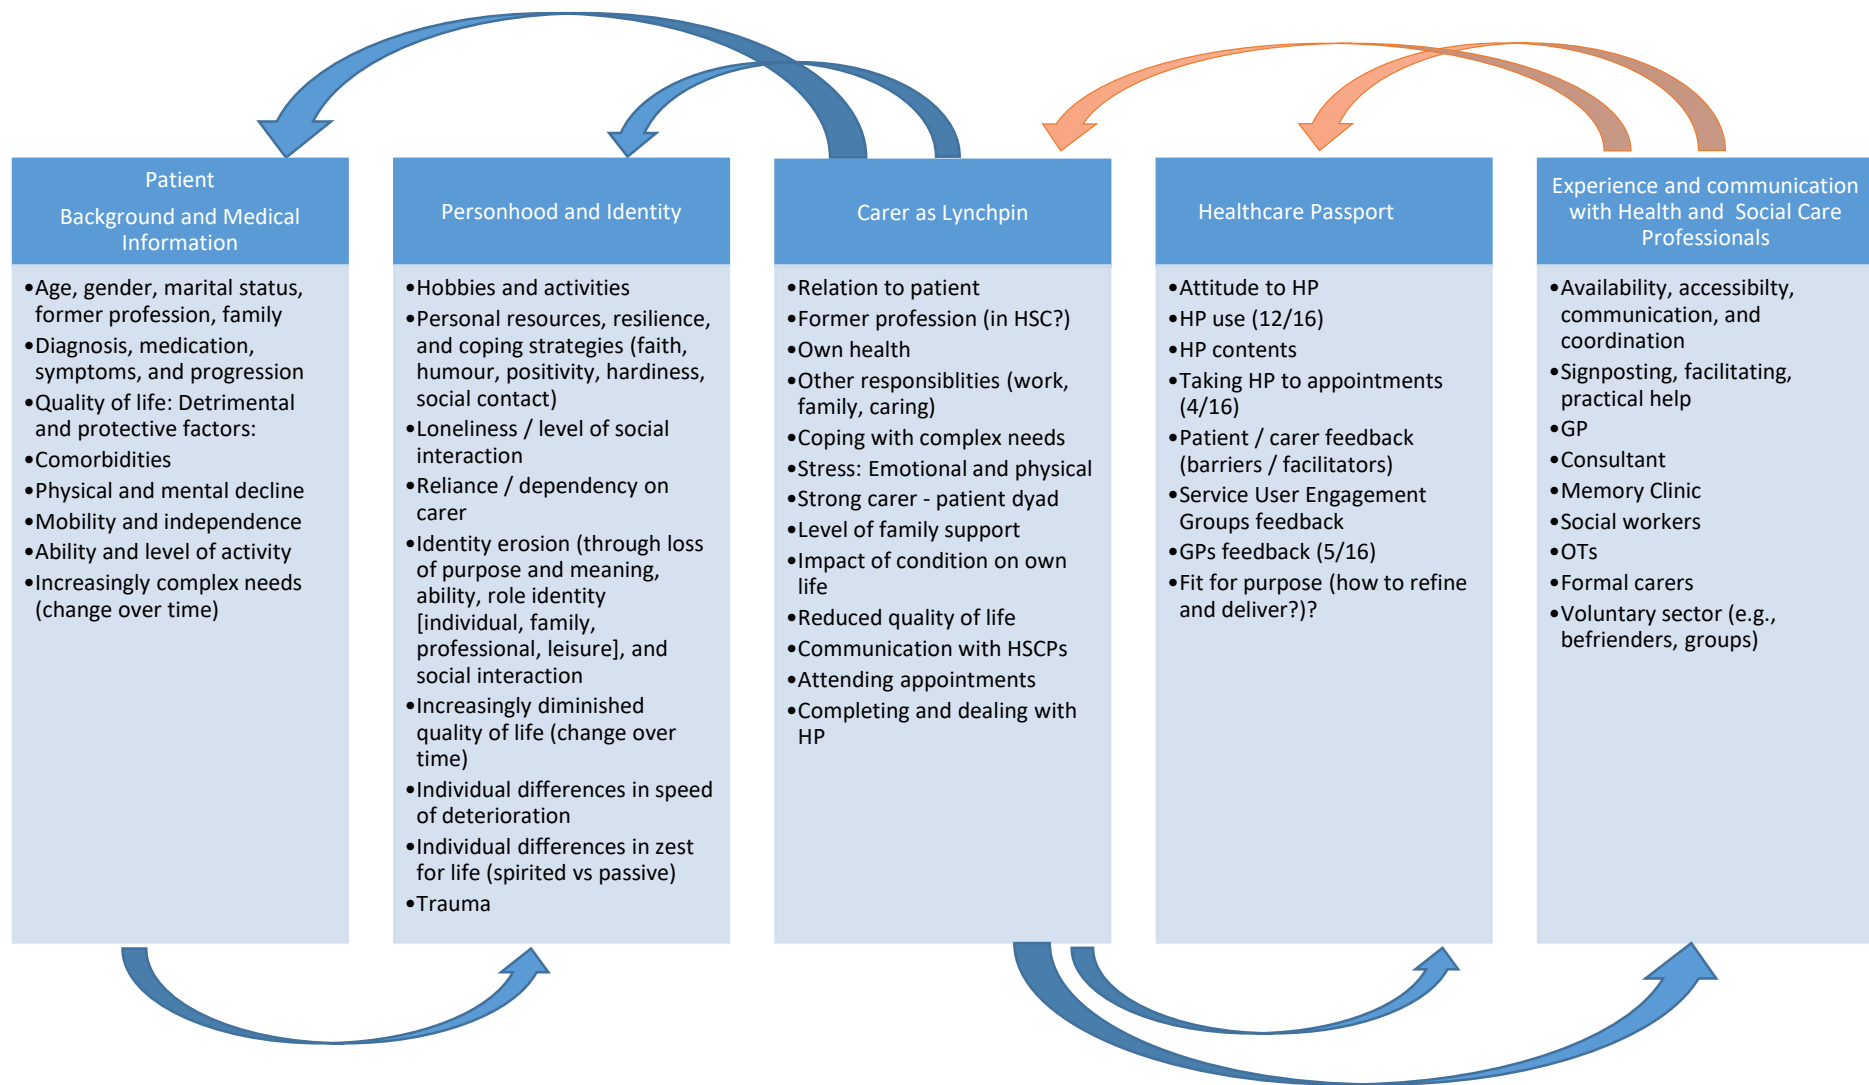 Patient
Background and Medical
Information
•Age, gender, marital status,
former profession, family
•Diagnosis, medication,
symptoms, and progression
•Quality of life: Detrimental
and protective factors:
•Comorbidities
•Physical and mental decline
•Mobility and independence
•Ability and level of activity
•Increasingly complex needs
(change over time)
Personhood and Identity
•Hobbies and activities
•Personal resources, resilience,
and coping strategies (faith,
humour, positivity, hardiness,
social contact)
•Loneliness / level of social
interaction
•Reliance / dependency on
carer
•Identity erosion (through loss
of purpose and meaning,
ability, role identity
[individual, family,
professional, leisure], and
social interaction
•Increasingly diminished
quality of life (change over
time)
•Individual differences in speed
of deterioration
•Individual differences in zest
for life (spirited vs passive)
•Trauma
Carer as Lynchpin
•Relation to patient
•Former profession (in HSC?)
•Own health
•Other responsiblities (work,
family, caring)
•Coping with complex needs
•Stress: Emotional and physical
•Strong carer - patient dyad
•Level of family support
•Impact of condition on own
life
•Reduced quality of life
•Communication with HSCPs
•Attending appointments
•Completing and dealing with
HP
Healthcare Passport
•Attitude to HP
•HP use (12/16)
•HP contents
•Taking HP to appointments
(4/16)
•Patient / carer feedback
(barriers / facilitators)
•Service User Engagement
Groups feedback
•GPs feedback (5/16)
•Fit for purpose (how to refine
and deliver?)?
Experience and communication
with Health and Social Care
Professionals
•Availability, accessibilty,
communication, and
coordination
•Signposting, facilitating,
practical help
•GP
•Consultant
•Memory Clinic
•Social workers
•OTs
•Formal carers
•Voluntary sector (e.g.,
befrienders, groups)